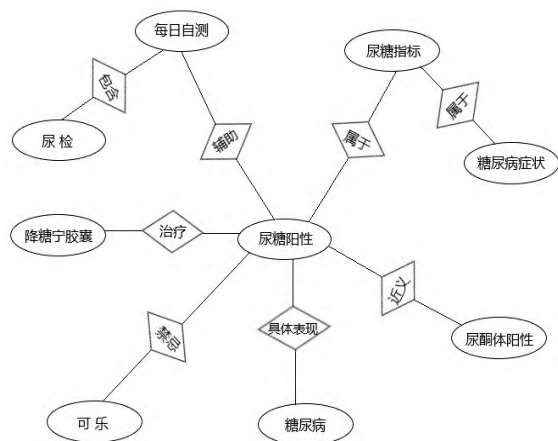 每日自测
尿糖指标
包含
属于
尿检
辅助
属于
糖尿病症状
降糖宁胶囊
治疗
尿糖阳性
近义
禁忌
具体表现
尿酮体阳性
可乐
糖尿病